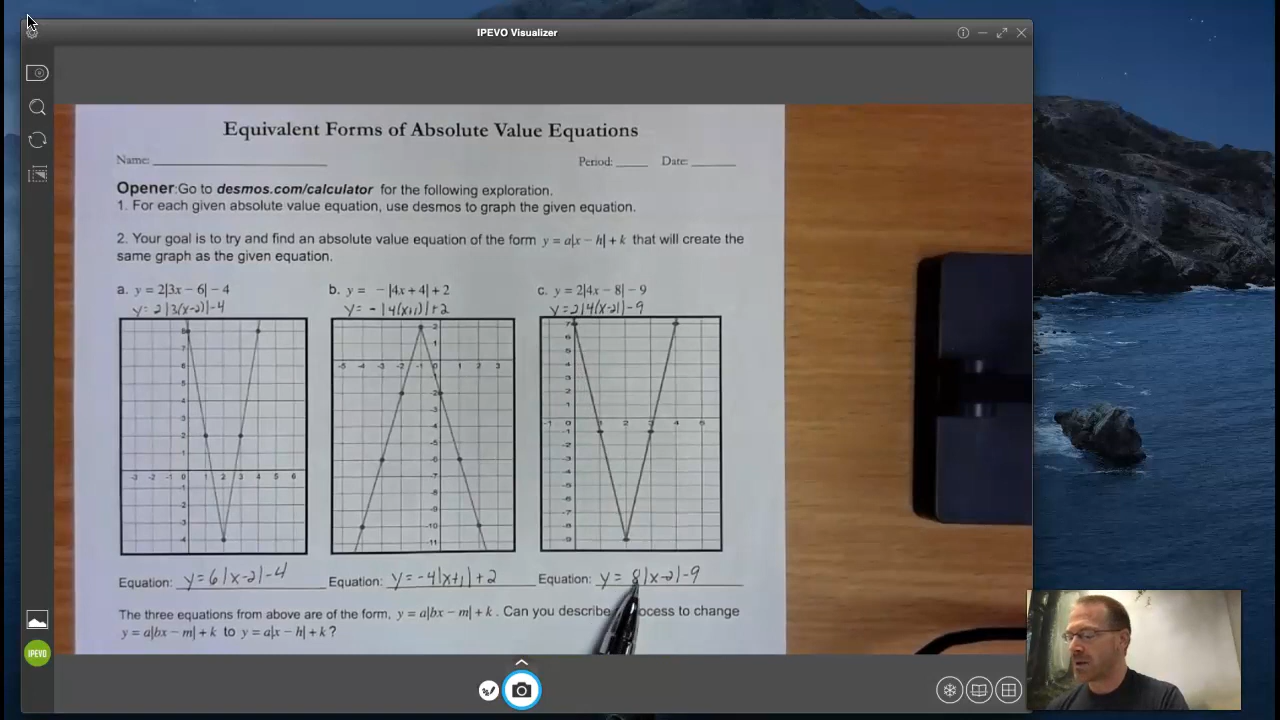 IPEVO Visualizer
Equivalent Forms of Absolute Value Equations
Name: Period: Date:
Opener:Go to desmos.com/calculator for the following exploration.
1. For each given absolute value equation, use desmos to graph the given equation.
2. Your goal is to try and find an absolute value equation of the form y = a|x − h| + k that will create the
same graph as the given equation.
a. y = 2|3x − 6| − 4 b. y = −|4x + 4| + 2 c. y = 2|4x − 8| − 9
y= 2|3(x-2)|-4 y= -|4(x+1)|+2 y=2|4(x-2)|-9
Equation: y=6|x-2|-4 Equation: y=-4|x+1|+2 Equation: y= 8|x-2|-9
The three equations from above are of the form, y = a|bx − m| + k. Can you describe ocess to change
y = a|bx − m| + k to y = a|x − h| + k?
IPEVO